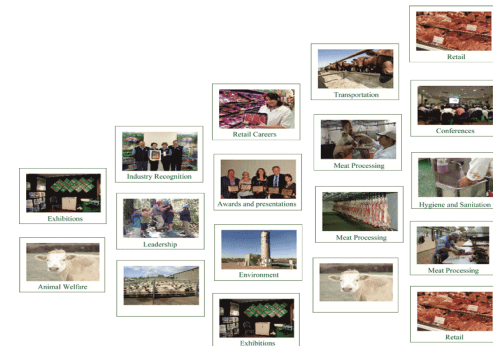 Exhibitions
Animal Welfare
Industry Recognition
Leadership
Retail Careers
Awards and presentations
Environment
Exhibitions
Transportation
Meat Processing
Meat Processing
Retail
Conferences
Hygiene and Sanitation
Meat Processing
Retail